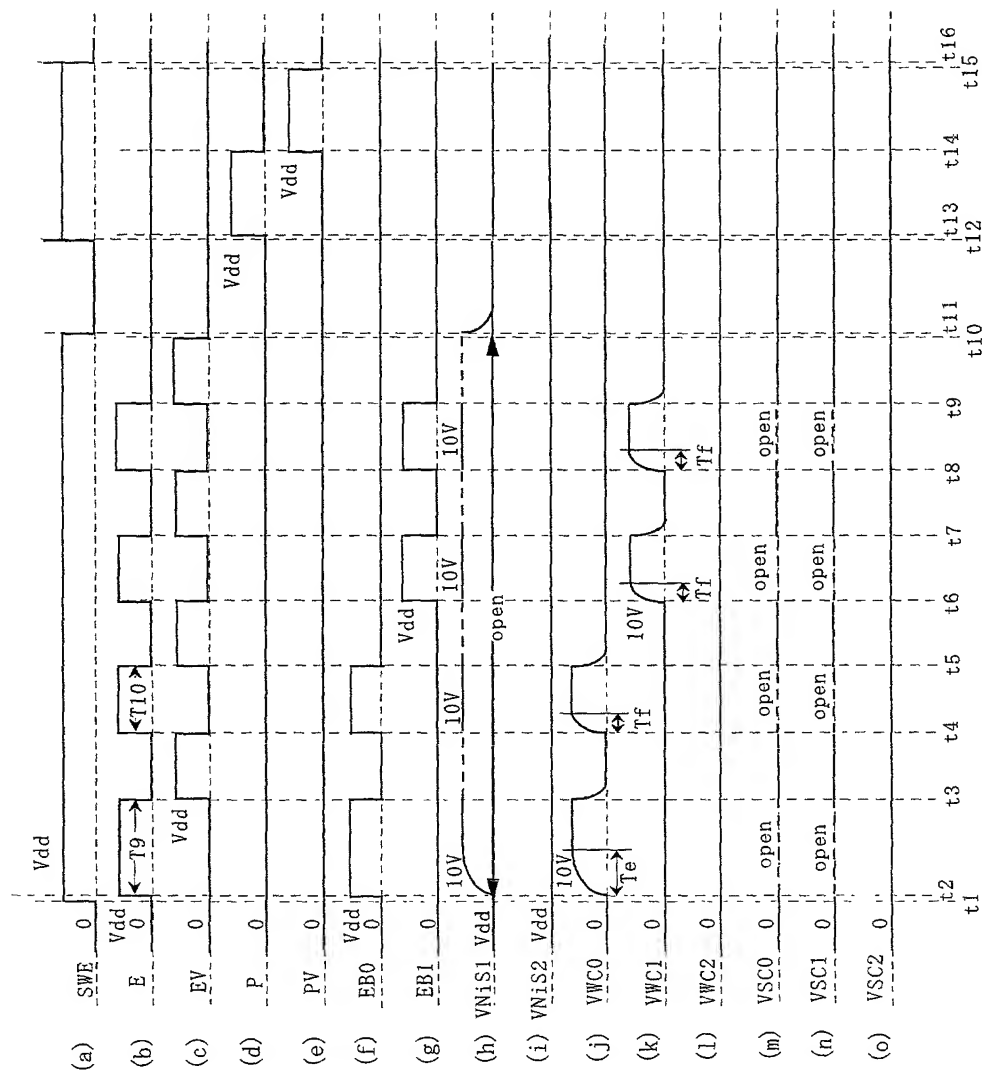 (a) SWE 0 Vdd
(b) E 0 Vdd T9 T10
(c) EV 0 Vdd
(d) P 0 Vdd
(e) PV 0 Vdd
(f) EB0 0 Vdd
(g) EB1 0 Vdd
(h) VNiS1 Vdd 10V 10V 10V 10V open
(i) VNiS2 Vdd
(j) VWC0 0 10V Te Tf
(k) VWC1 0 10V Tf Tf
(l) VWC2 0
(m) VSC0 0 open open open open
(n) VSC1 0 open open open open
(o) VSC2 0
t1 t2 t3 t4 t5 t6 t7 t8 t9 t10 t11 t12 t13 t14 t15 t16